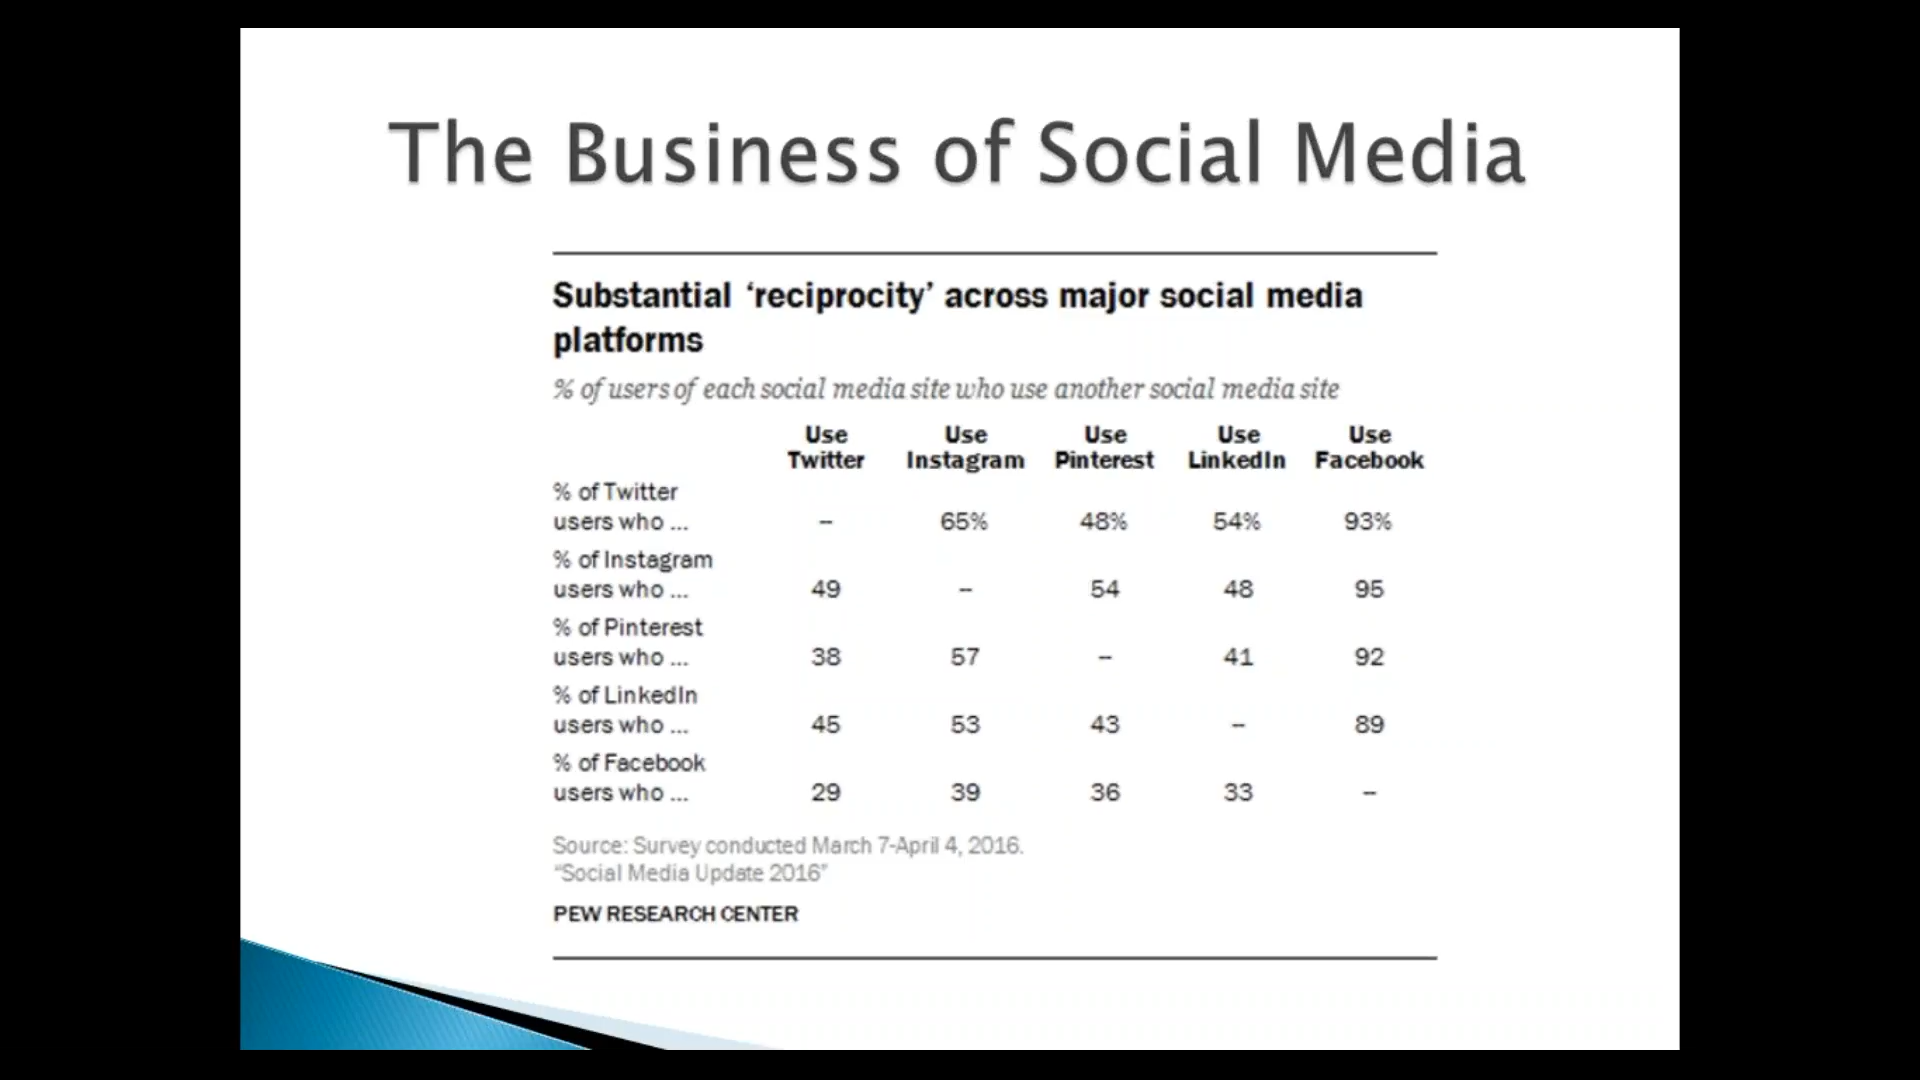 The Business of Social Media
Substantial ‘reciprocity’ across major social media
platforms
% of users of each social media site who use another social media site
Use Use Use Use Use
Twitter Instagram Pinterest LinkedIn Facebook
% of Twitter
users who ... – 65% 48% 54% 93%
% of Instagram
users who ... 49 – 54 48 95
% of Pinterest
users who ... 38 57 – 41 92
% of LinkedIn
users who ... 45 53 43 – 89
% of Facebook
users who ... 29 39 36 33 –
Source: Survey conducted March 7-April 4, 2016.
“Social Media Update 2016”
PEW RESEARCH CENTER